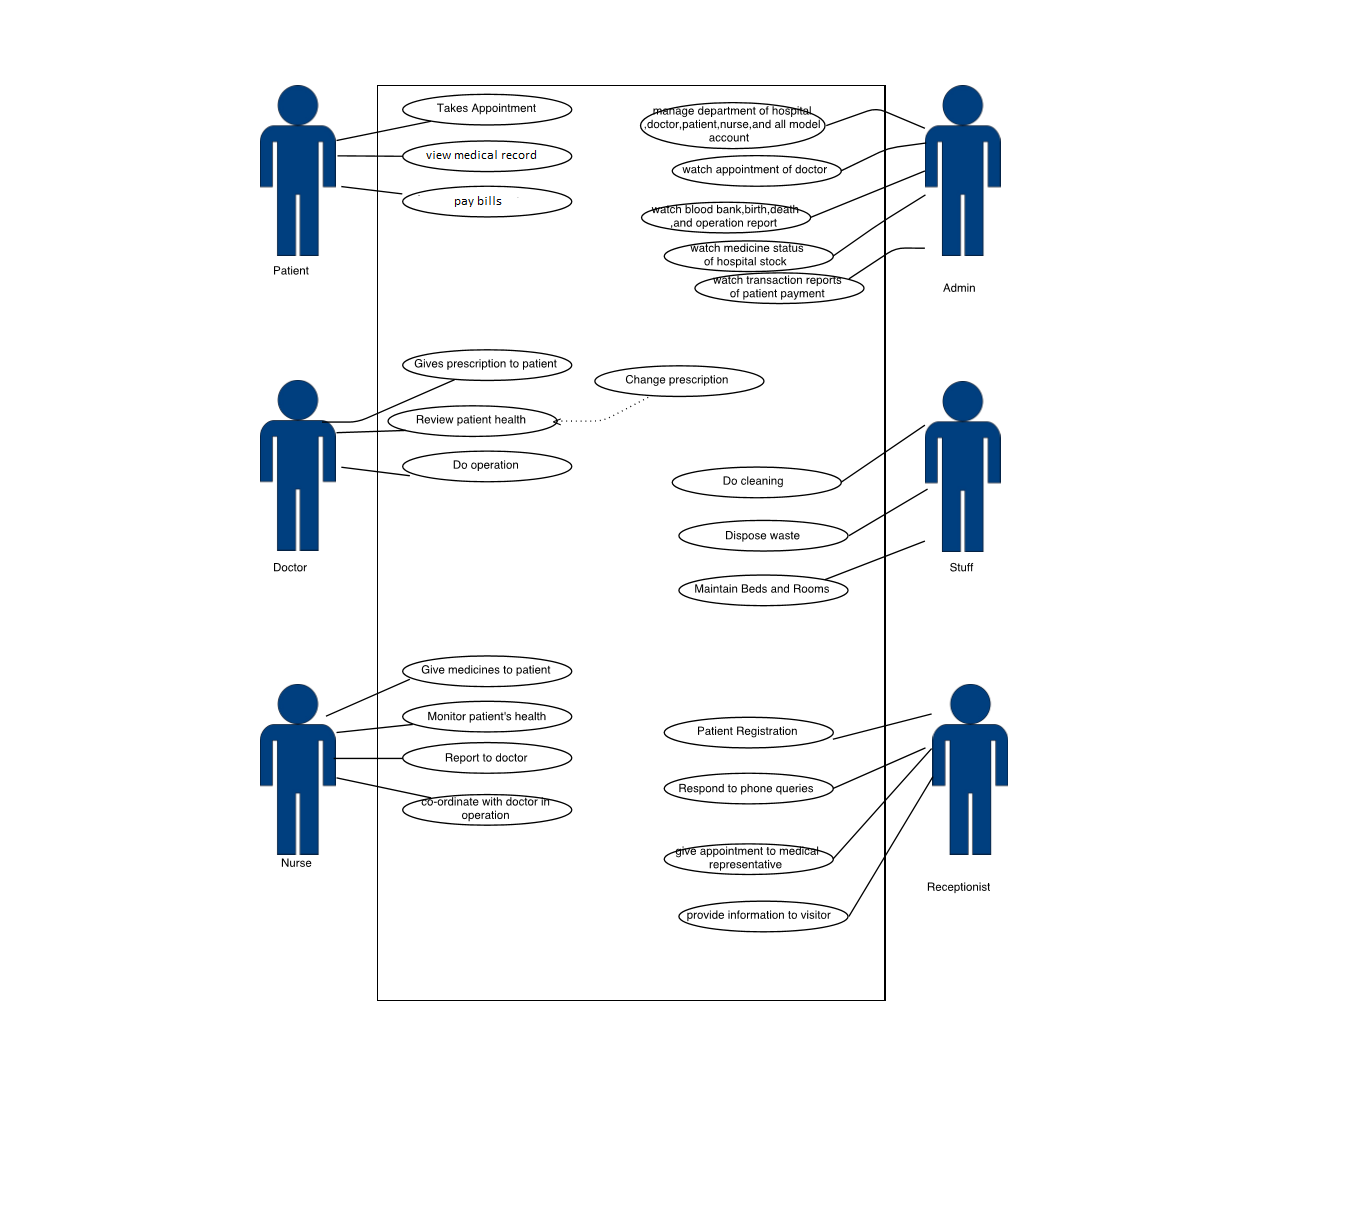 Takes Appointment
view medical record
pay bills
Patient
manage department of hospital
,doctor,patient,nurse,and all model
account
watch appointment of doctor
watch blood bank,birth,death
,and operation report
watch medicine status
of hospital stock
watch transaction reports
of patient payment
Admin
Gives prescription to patient
Review patient health
Do operation
Change prescription
Doctor
Do cleaning
Dispose waste
Maintain Beds and Rooms
Stuff
Give medicines to patient
Monitor patient's health
Report to doctor
co-ordinate with doctor in
operation
Nurse
Patient Registration
Respond to phone queries
give appointment to medical
representative
provide information to visitor
Receptionist